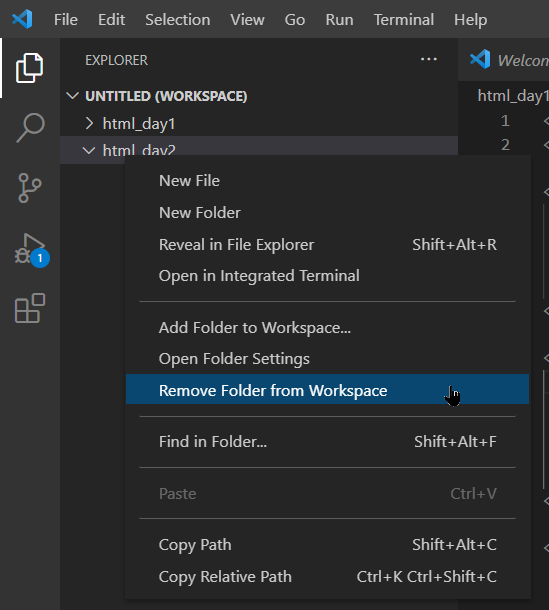 File Edit Selection View Go Run Terminal Help
EXPLORER ...
Welcom
UNTITLED (WORKSPACE)
html_day1
html_day1
1
html_day2
2
New File
New Folder
Reveal in File Explorer Shift+Alt+R
1
Open in Integrated Terminal
Add Folder to Workspace...
Open Folder Settings
Remove Folder from Workspace
Find in Folder... Shift+Alt+F
Paste Ctrl+V
Copy Path Shift+Alt+C
Copy Relative Path Ctrl+K Ctrl+Shift+C